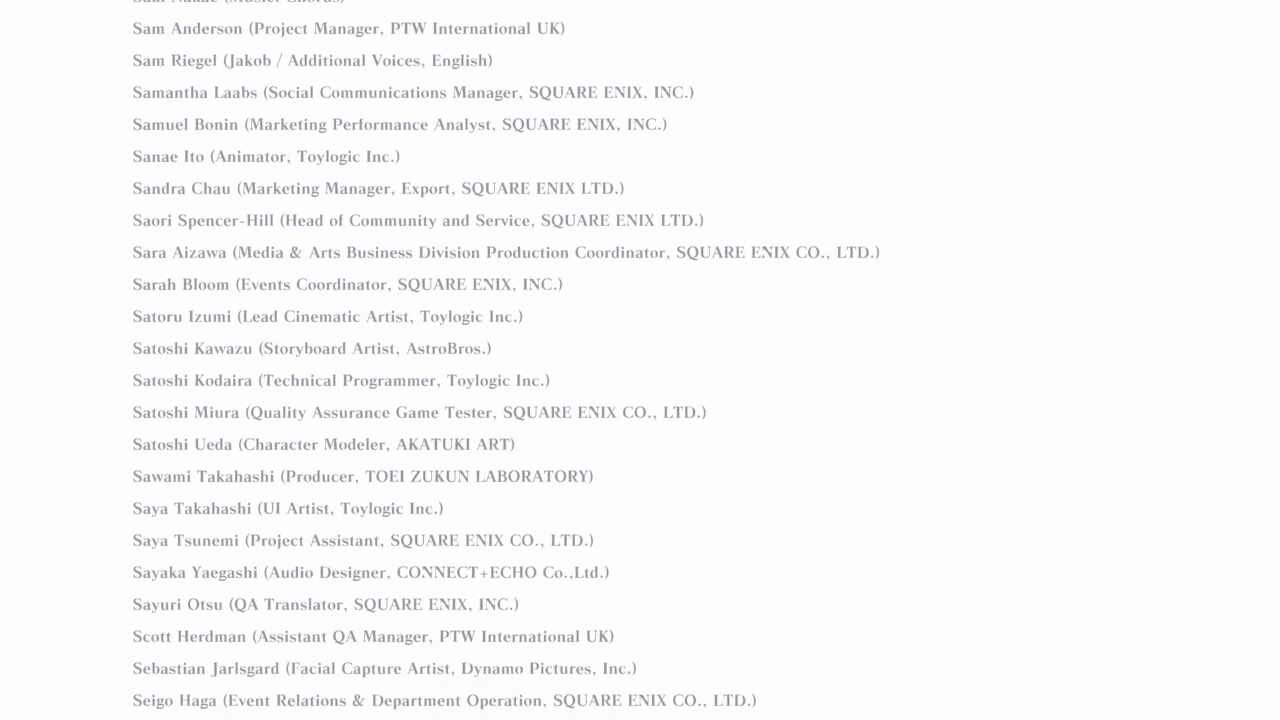 Sam Anderson (Project Manager, PTW International UK)
Sam Riegel (Jakob / Additional Voices, English)
Samantha Laabs (Social Communications Manager, SQUARE ENIX, INC.)
Samuel Bonin (Marketing Performance Analyst, SQUARE ENIX, INC.)
Sanae Ito (Animator, Toylogic Inc.)
Sandra Chau (Marketing Manager, Export, SQUARE ENIX LTD.)
Saori Spencer-Hill (Head of Community and Service, SQUARE ENIX LTD.)
Sara Aizawa (Media & Arts Business Division Production Coordinator, SQUARE ENIX CO., LTD.)
Sarah Bloom (Events Coordinator, SQUARE ENIX, INC.)
Satoru Izumi (Lead Cinematic Artist, Toylogic Inc.)
Satoshi Kawazu (Storyboard Artist, AstroBros.)
Satoshi Kodaira (Technical Programmer, Toylogic Inc.)
Satoshi Miura (Quality Assurance Game Tester, SQUARE ENIX CO., LTD.)
Satoshi Ueda (Character Modeler, AKATUKI ART)
Sawami Takahashi (Producer, TOEI ZUKUN LABORATORY)
Saya Takahashi (UI Artist, Toylogic Inc.)
Saya Tsunemi (Project Assistant, SQUARE ENIX CO., LTD.)
Sayaka Yaegashi (Audio Designer, CONNECT+ECHO Co.,Ltd.)
Sayuri Otsu (QA Translator, SQUARE ENIX, INC.)
Scott Herdman (Assistant QA Manager, PTW International UK)
Sebastian Jarlsgard (Facial Capture Artist, Dynamo Pictures, Inc.)
Seigo Haga (Event Relations & Department Operation, SQUARE ENIX CO., LTD.)